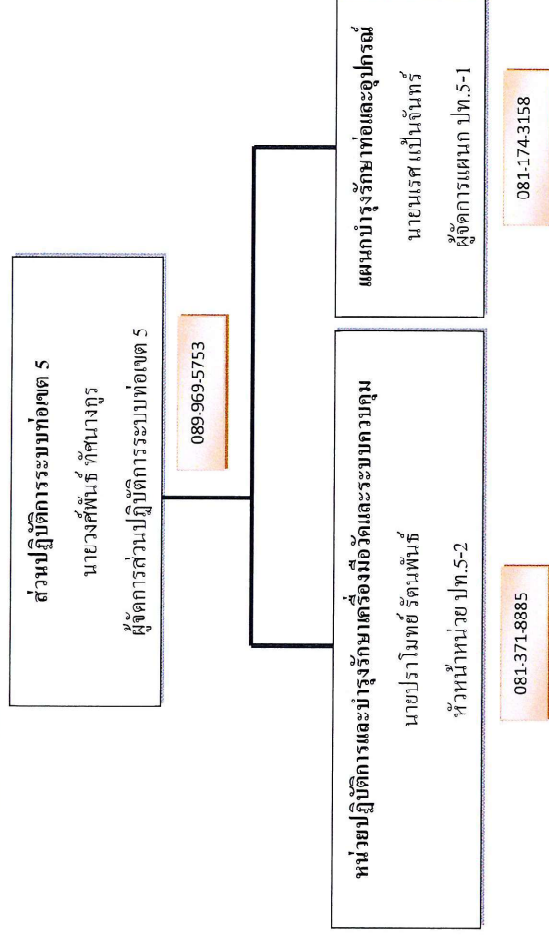 ส่วนปฏิบัติการระบบท่อเขต 5
นายวงศ์พันธ์ ทัศนางกูร
ผู้จัดการส่วนปฏิบัติการระบบท่อเขต 5
089-969-5753
หน่วยปฏิบัติการและบำรุงรักษาเครื่องมือวัดและระบบควบคุม
นายปราโมทย์ รัตนพันธ์
หัวหน้าหน่วย ปท.5-2
081-371-8885
แผนกบำรุงรักษาท่อและอุปกรณ์
นายนเรศ แป้นจันทร์
ผู้จัดการแผนก ปท.5-1
081-174-3158